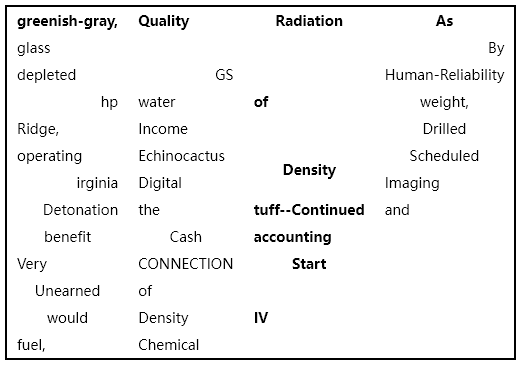 greenish-gray, Quality Radiation As
glass By
depleted GS Human-Reliability
hp water of weight,
Ridge, Income Drilled
operating Echinocactus Scheduled
Density
irginia Digital Imaging
Detonation the tuff--Continued and
benefit Cash accounting
Very CONNECTION Start
Unearned of
would Density IV
fuel, Chemical